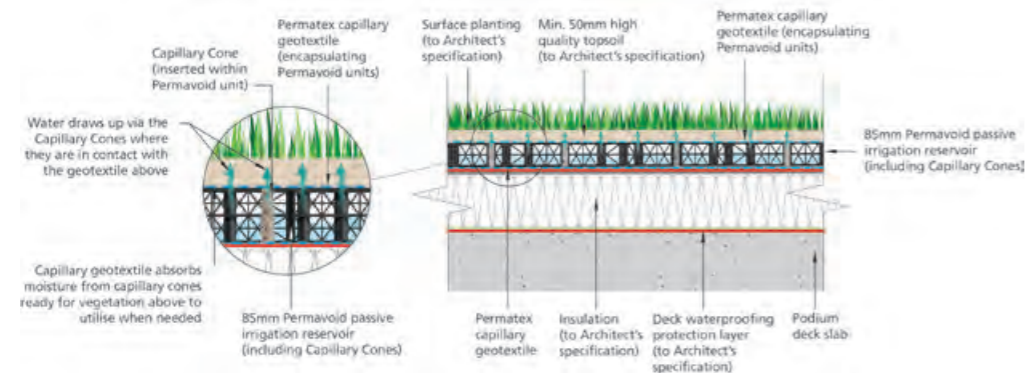 Capillary Cone
(inserted within
Permavoid unit)
Permatex capillary
geotextile
(encapsulating
Permavoid units)
Water draws up via the
Capillary Cones where
they are in contact with
the geotextile above
Capillary geotextile absorbs
moisture from capillary cones
ready for vegetation above to
utilise when needed
85mm Permavoid passive
irrigation reservoir
(including Capillary Cones)
Surface planting
(to Architect's
specification)
Min. 50mm high
quality topsoil
(to Architect's specification)
Permatex capillary
geotextile (encapsulating
Permavoid units)
85mm Permavoid passive
irrigation reservoir
(including Capillary Cones)
Permatex
capillary
geotextile
Insulation
(to Architect's
specification)
Deck waterproofing
protection layer
(to Architect's
specification)
Podium
deck slab